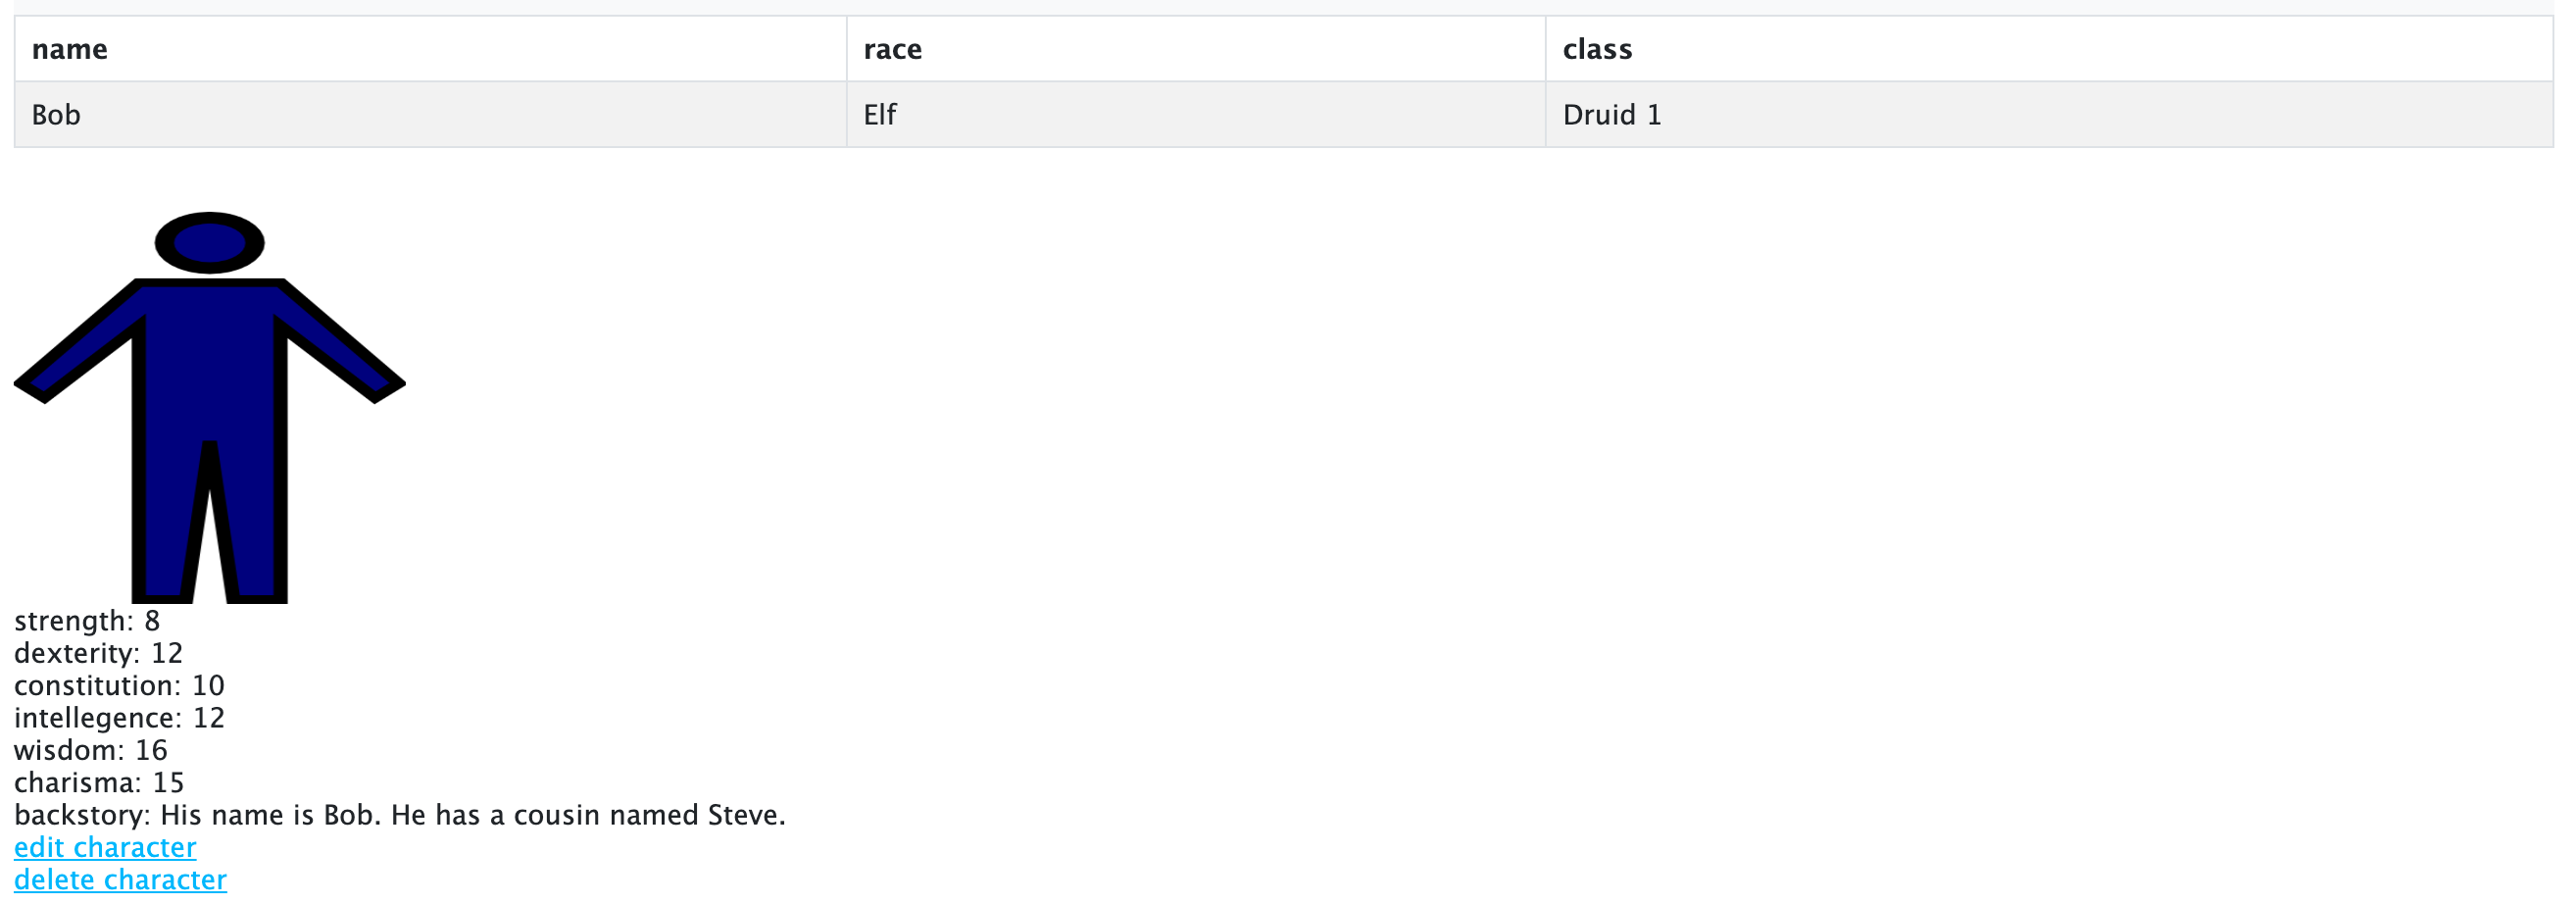 name race class
Bob Elf Druid 1
strength: 8
dexterity: 12
constitution: 10
intellegence: 12
wisdom: 16
charisma: 15
backstory: His name is Bob. He has a cousin named Steve.
edit character
delete character